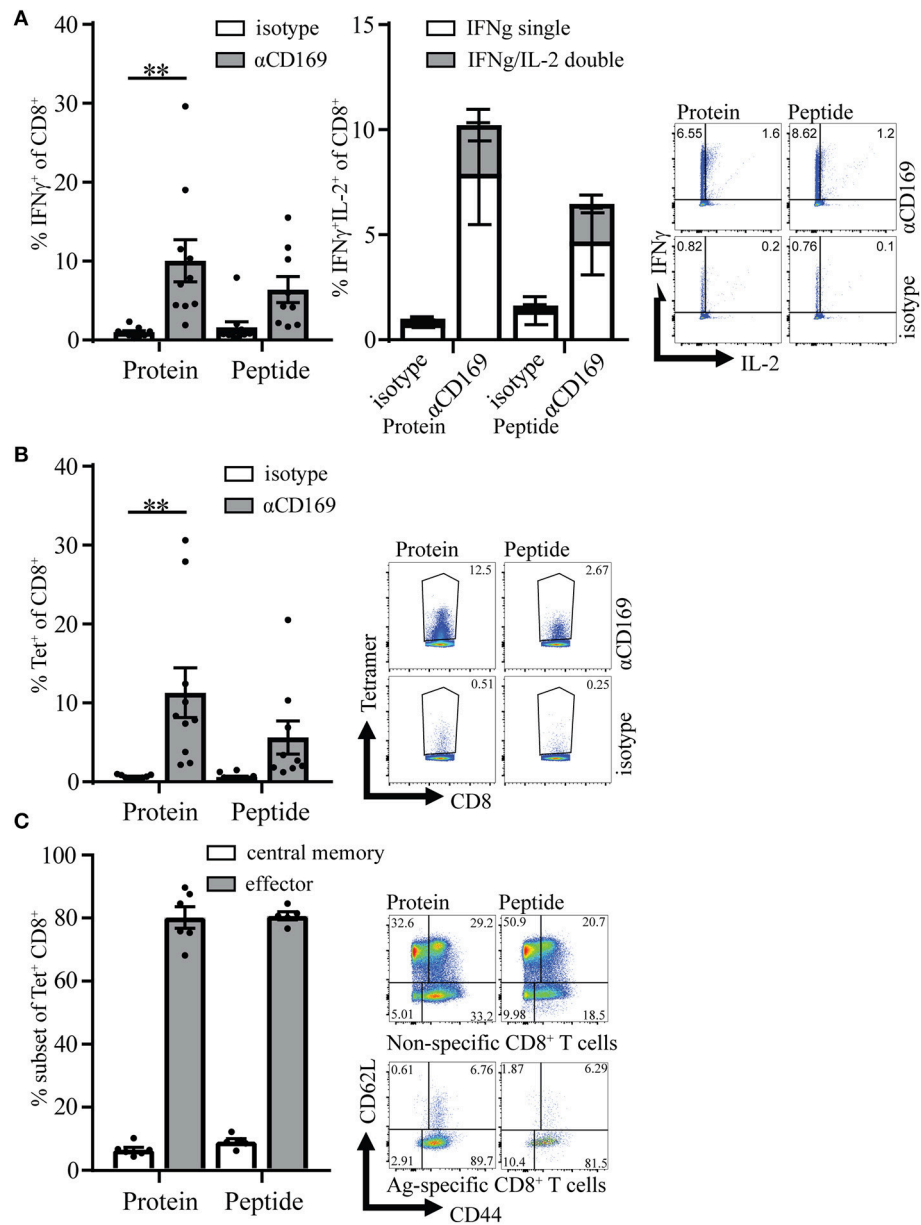 A
40
30
20
10
0
% IFNγ⁺ of CD8⁺
isotype
αCD169
**
Protein
Peptide
15
10
5
0
% IFNγ⁺IL-2⁺ of CD8⁺
IFNg single
IFNg/IL-2 double
isotype
αCD169
isotype
αCD169
Protein
Peptide
Protein
Peptide
6.55
1.6
8.62
1.2
αCD169
0.82
0.2
0.76
0.1
isotype
IFNγ
IL-2
B
40
30
20
10
0
% Tet⁺ of CD8⁺
isotype
αCD169
**
Protein
Peptide
Protein
Peptide
12.5
2.67
αCD169
0.51
0.25
isotype
Tetramer
CD8
C
100
80
60
40
20
0
% subset of Tet⁺ CD8⁺
central memory
effector
Protein
Peptide
Protein
Peptide
32.6
29.2
50.9
20.7
5.01
33.2
9.98
18.5
Non-specific CD8⁺ T cells
0.61
6.76
1.87
6.29
2.91
89.7
10.4
81.5
Ag-specific CD8⁺ T cells
CD62L
CD44